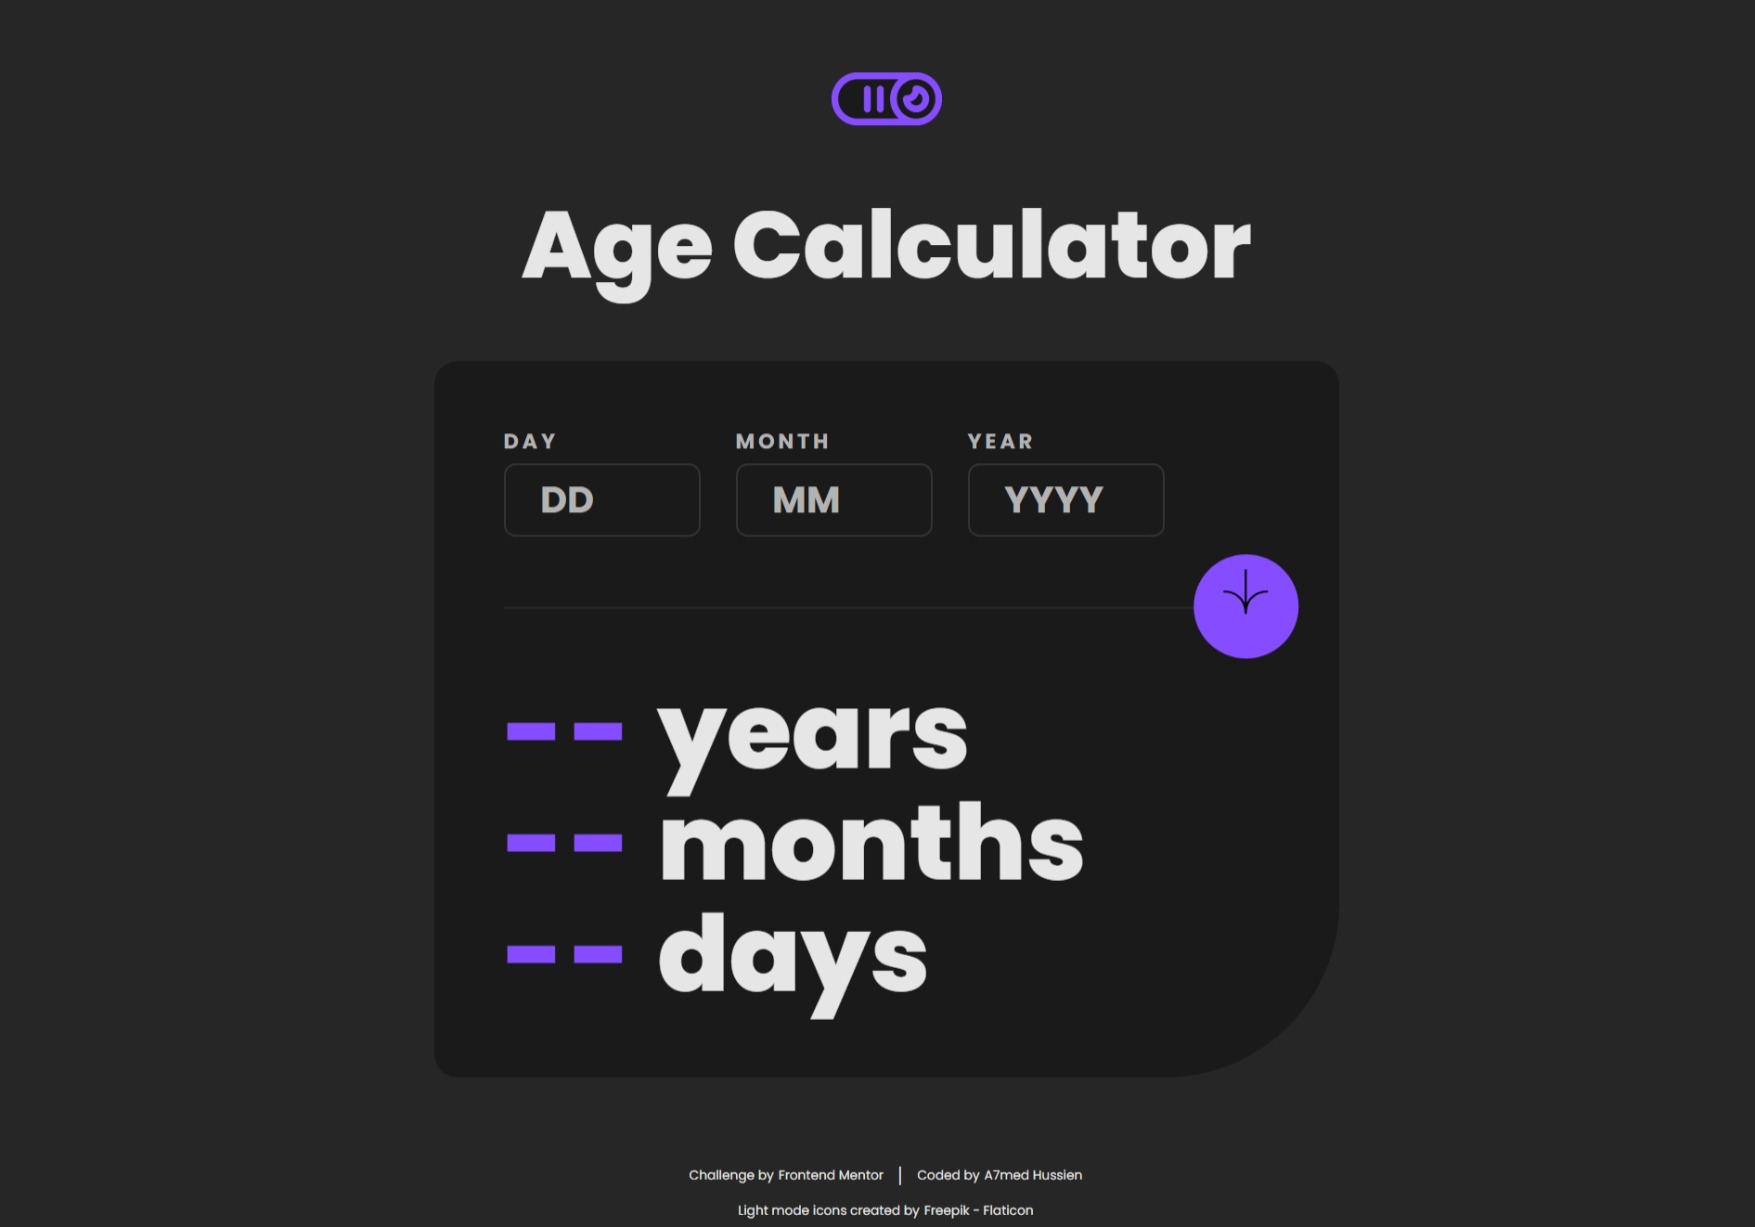 Age Calculator
DAY MONTH YEAR
DD MM YYYY
-- years
-- months
-- days
Challenge by Frontend Mentor | Coded by A7med Hussien
Light mode icons created by Freepik - Flaticon